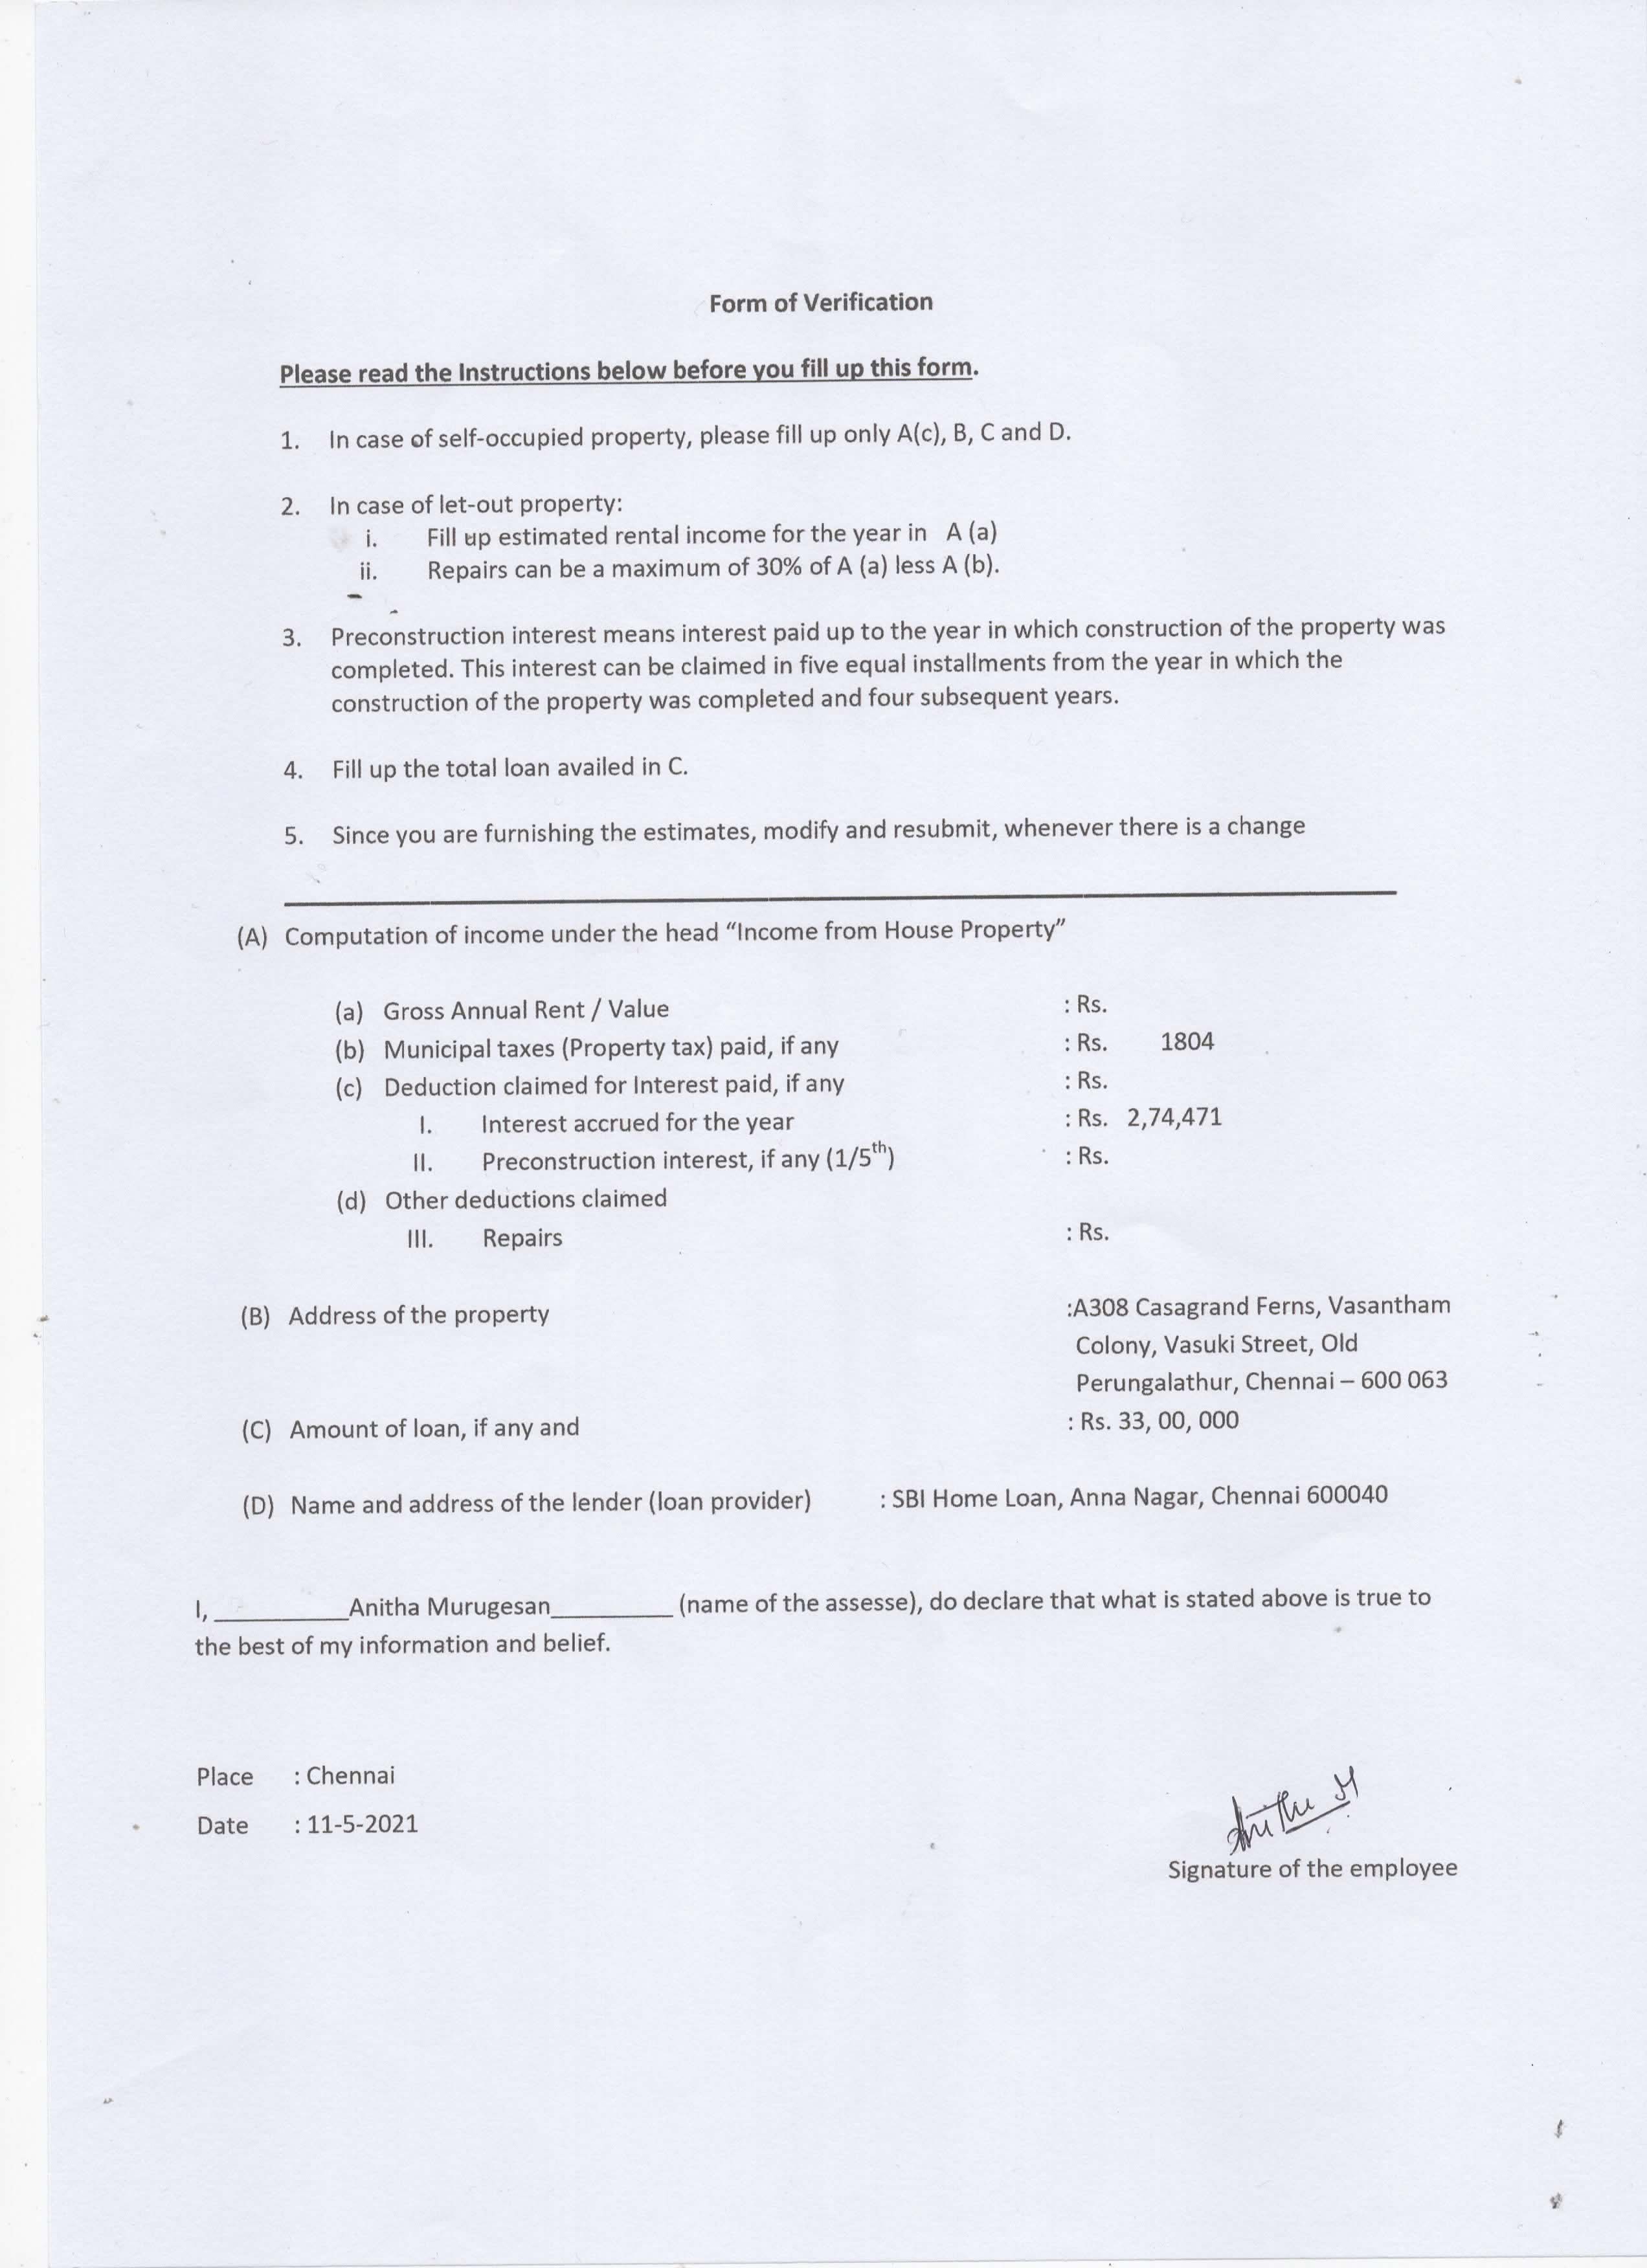 Form of Verification
Please read the Instructions below before you fill up this form.
1. In case of self-occupied property, please fill up only A(c), B, C and D.
2. In case of let-out property:
i. Fill up estimated rental income for the year in A (a)
ii. Repairs can be a maximum of 30% of A (a) less A (b).
3. Preconstruction interest means interest paid up to the year in which construction of the property was
completed. This interest can be claimed in five equal installments from the year in which the
construction of the property was completed and four subsequent years.
4. Fill up the total loan availed in C.
5. Since you are furnishing the estimates, modify and resubmit, whenever there is a change
(A) Computation of income under the head “Income from House Property”
(a) Gross Annual Rent / Value : Rs.
(b) Municipal taxes (Property tax) paid, if any : Rs. 1804
(c) Deduction claimed for Interest paid, if any : Rs.
I. Interest accrued for the year : Rs. 2,74,471
II. Preconstruction interest, if any (1/5th) : Rs.
(d) Other deductions claimed
III. Repairs : Rs.
(B) Address of the property :A308 Casagrand Ferns, Vasantham
Colony, Vasuki Street, Old
Perungalathur, Chennai – 600 063
(C) Amount of loan, if any and : Rs. 33, 00, 000
(D) Name and address of the lender (loan provider) : SBI Home Loan, Anna Nagar, Chennai 600040
I, __________Anitha Murugesan_________ (name of the assesse), do declare that what is stated above is true to
the best of my information and belief.
Place : Chennai
Date : 11-5-2021
Anitha M
Signature of the employee